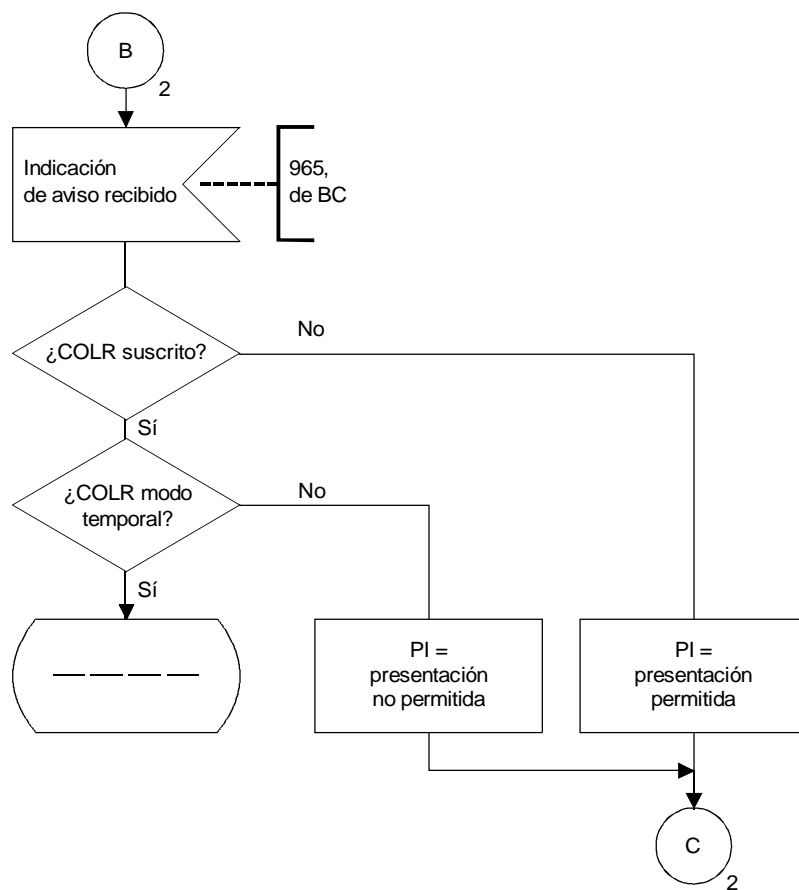 B
2
Indicación
de aviso recibido
965,
de BC
¿COLR suscrito?
No
Sí
¿COLR modo
temporal?
No
Sí
PI =
presentación
no permitida
PI =
presentación
permitida
C
2